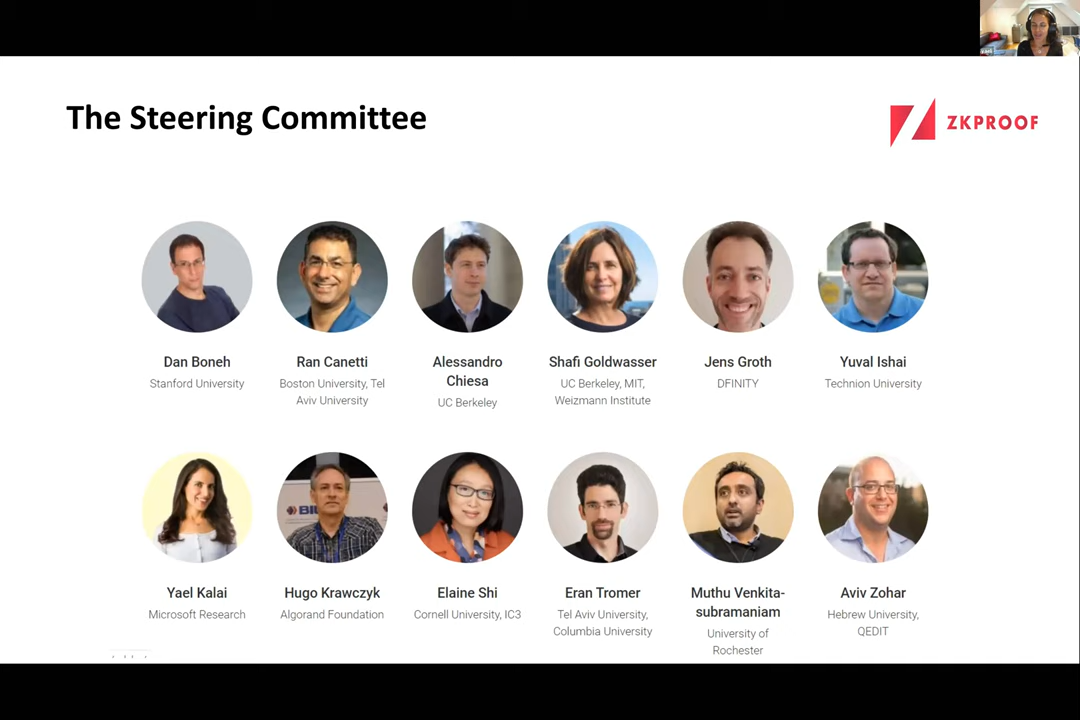 The Steering Committee
ZKPROOF
Dan Boneh
Stanford University
Ran Canetti
Boston University, Tel
Aviv University
Alessandro
Chiesa
UC Berkeley
Shafi Goldwasser
UC Berkeley, MIT,
Weizmann Institute
Jens Groth
DFINITY
Yuval Ishai
Technion University
Yael Kalai
Microsoft Research
BIU
Hugo Krawczyk
Algorand Foundation
Elaine Shi
Cornell University, IC3
Eran Tromer
Tel Aviv University,
Columbia University
Muthu Venkita-
subramaniam
University of
Rochester
Aviv Zohar
Hebrew University,
QEDIT